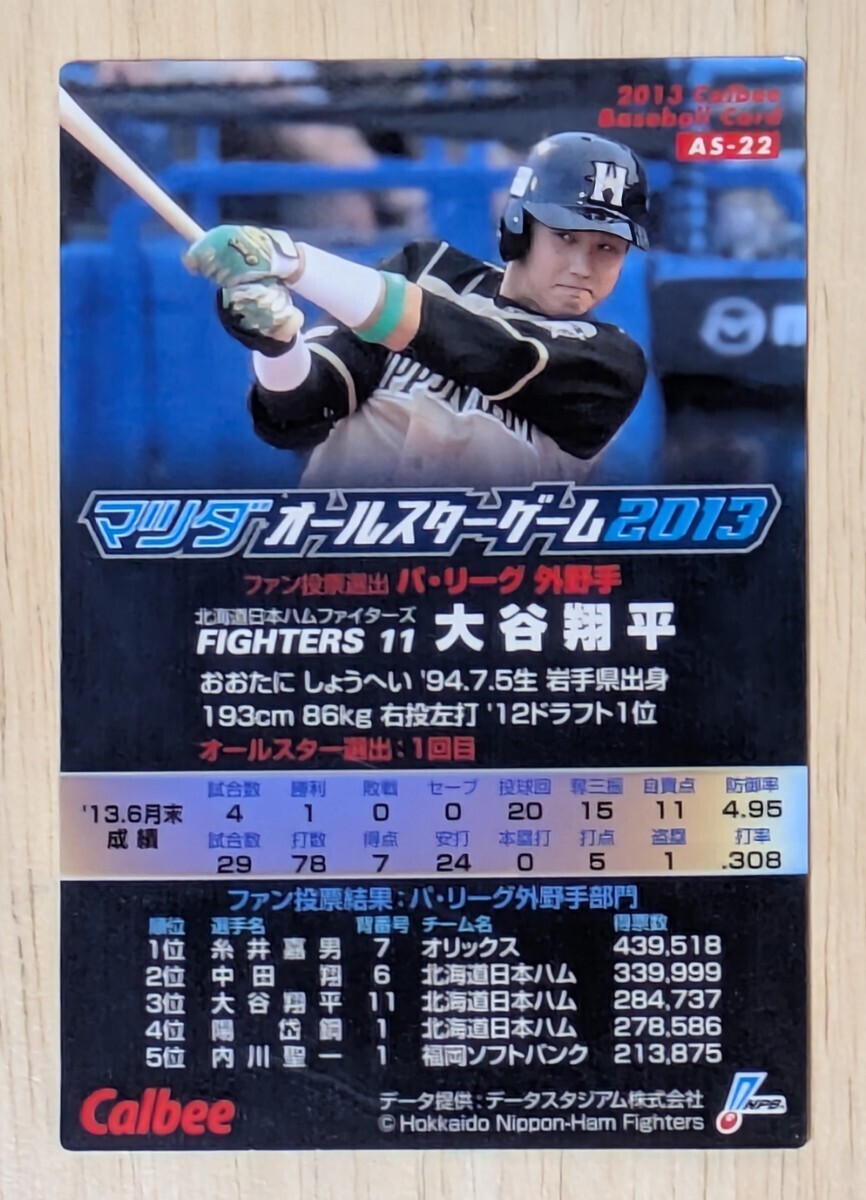 2013 Calbee
Baseball Card
AS-22
マツダオールスターゲーム2013
ファン投票選出 パ・リーグ 外野手
北海道日本ハムファイターズ
FIGHTERS 11 大谷翔平
おおたに しょうへい '94.7.5生 岩手県出身
193cm 86kg 右投左打 '12ドラフト1位
オールスター選出：1回目
'13.6月末成績
試合数 勝利 敗戦 セーブ 投球回 奪三振 自責点 防御率
4 1 0 0 20 15 11 4.95
試合数 打数 得点 安打 本塁打 打点 盗塁 打率
29 78 7 24 0 5 1 .308
ファン投票結果：パ・リーグ外野手部門
順位 選手名 背番号 チーム名 得票数
1位 糸井嘉男 7 オリックス 439,518
2位 中田翔 6 北海道日本ハム 339,999
3位 大谷翔平 11 北海道日本ハム 284,737
4位 陽岱鋼 1 北海道日本ハム 278,586
5位 内川聖一 1 福岡ソフトバンク 213,875
Calbee
データ提供：データスタジアム株式会社
© Hokkaido Nippon-Ham Fighters
NPB